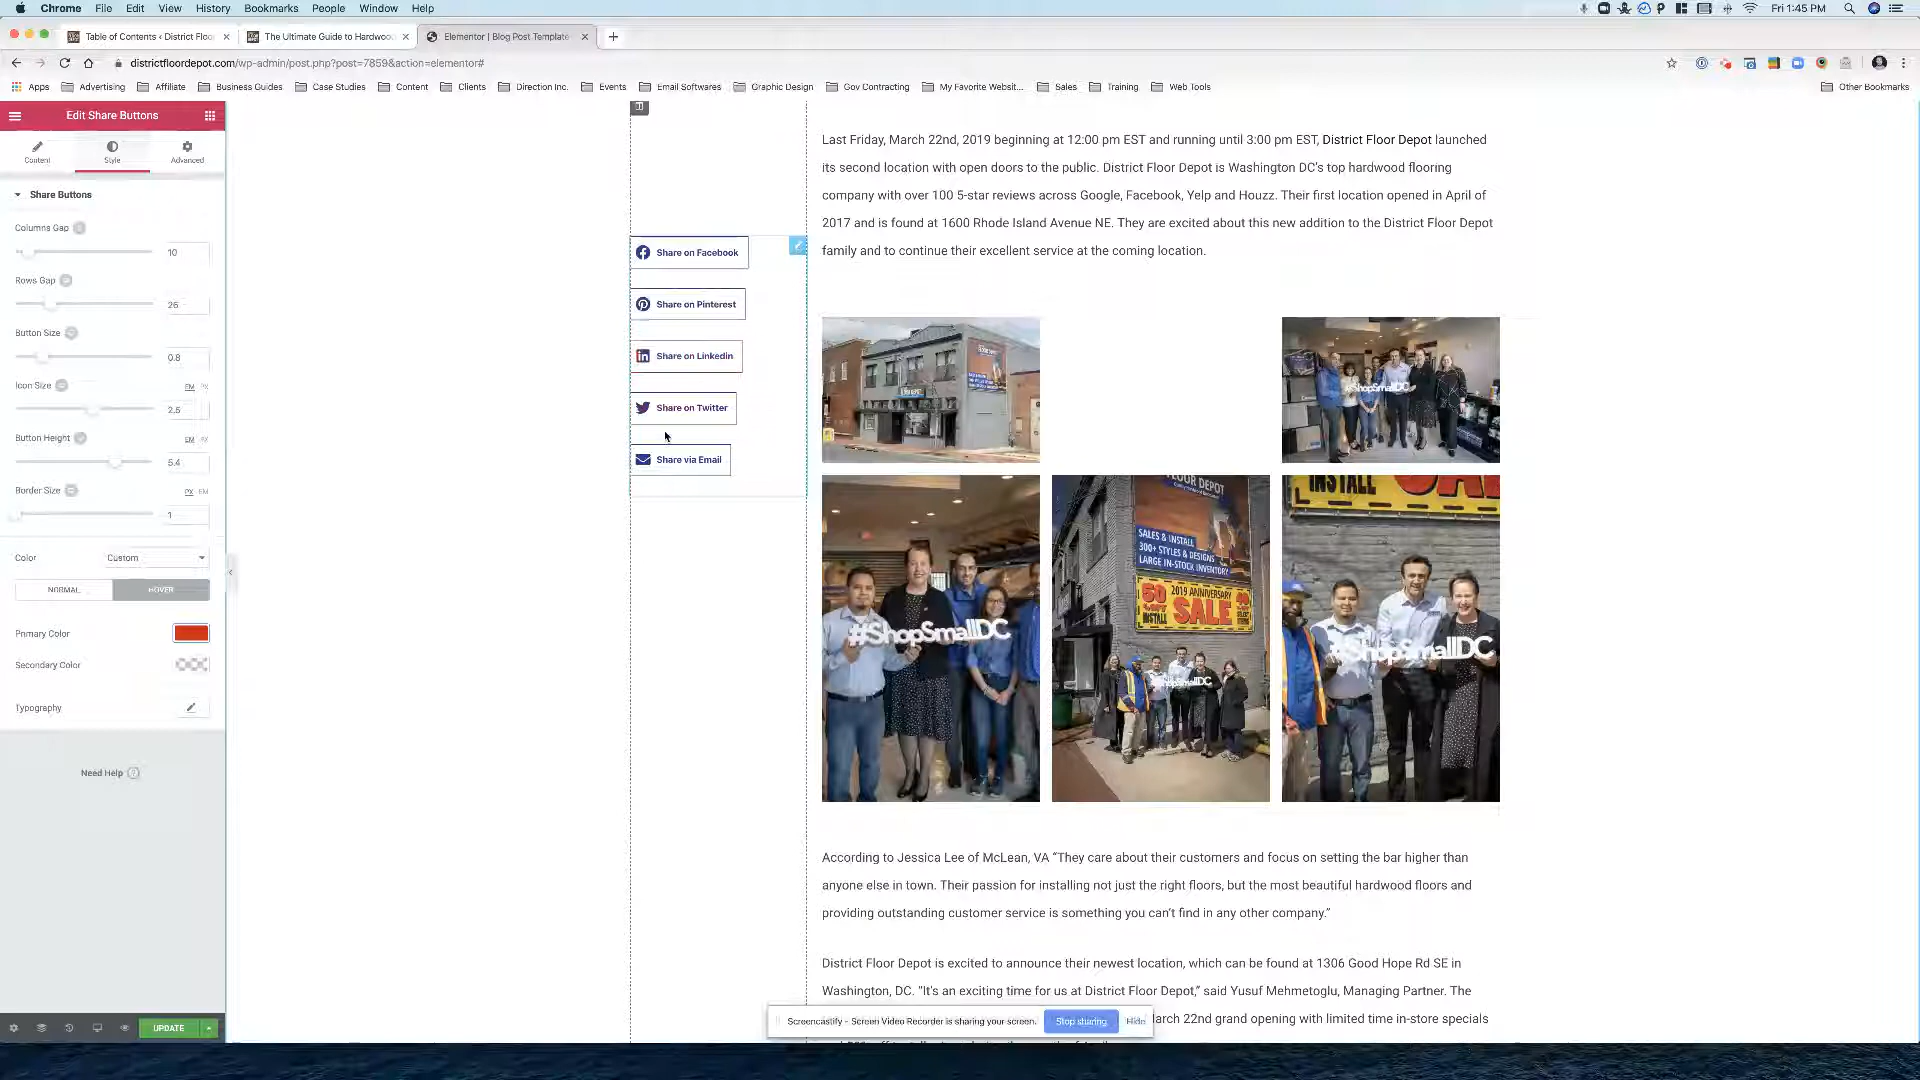 Chrome File Edit View History Bookmarks People Window Help
Fri 1:45 PM
Table of Contents ‹ District Floo
The Ultimate Guide to Hardwoo
Elementor | Blog Post Template
districtfloordepot.com/wp-admin/post.php?post=7859&action=elementor#
Apps Advertising Affiliate Business Guides Case Studies Content Clients Direction Inc. Events Email Softwares Graphic Design Gov Contracting My Favorite Websit... Sales Training Web Tools Other Bookmarks
Edit Share Buttons
Content Style Advanced
Share Buttons
Columns Gap
10
Rows Gap
26
Button Size
0.8
Icon Size
EM PX
2.5
Button Height
EM PX
5.4
Border Size
PX EM
1
Color Custom
NORMAL HOVER
Primary Color
Secondary Color
Typography
Need Help
UPDATE
Share on Facebook
Share on Pinterest
Share on Linkedin
Share on Twitter
Share via Email
Last Friday, March 22nd, 2019 beginning at 12:00 pm EST and running until 3:00 pm EST, District Floor Depot launched
its second location with open doors to the public. District Floor Depot is Washington DC's top hardwood flooring
company with over 100 5-star reviews across Google, Facebook, Yelp and Houzz. Their first location opened in April of
2017 and is found at 1600 Rhode Island Avenue NE. They are excited about this new addition to the District Floor Depot
family and to continue their excellent service at the coming location.
#ShopSmallDC
#ShopSmallDC
FLOOR DEPOT
SALES & INSTALL
300+ STYLES & DESIGNS
LARGE IN-STOCK INVENTORY
2019 ANNIVERSARY
SALE
INSTALL
#ShopSmallDC
According to Jessica Lee of McLean, VA “They care about their customers and focus on setting the bar higher than
anyone else in town. Their passion for installing not just the right floors, but the most beautiful hardwood floors and
providing outstanding customer service is something you can’t find in any other company.”
District Floor Depot is excited to announce their newest location, which can be found at 1306 Good Hope Rd SE in
Washington, DC. "It’s an exciting time for us at District Floor Depot,” said Yusuf Mehmetoglu, Managing Partner. The
March 22nd grand opening with limited time in-store specials
Screencastify - Screen Video Recorder is sharing your screen. Stop sharing Hide